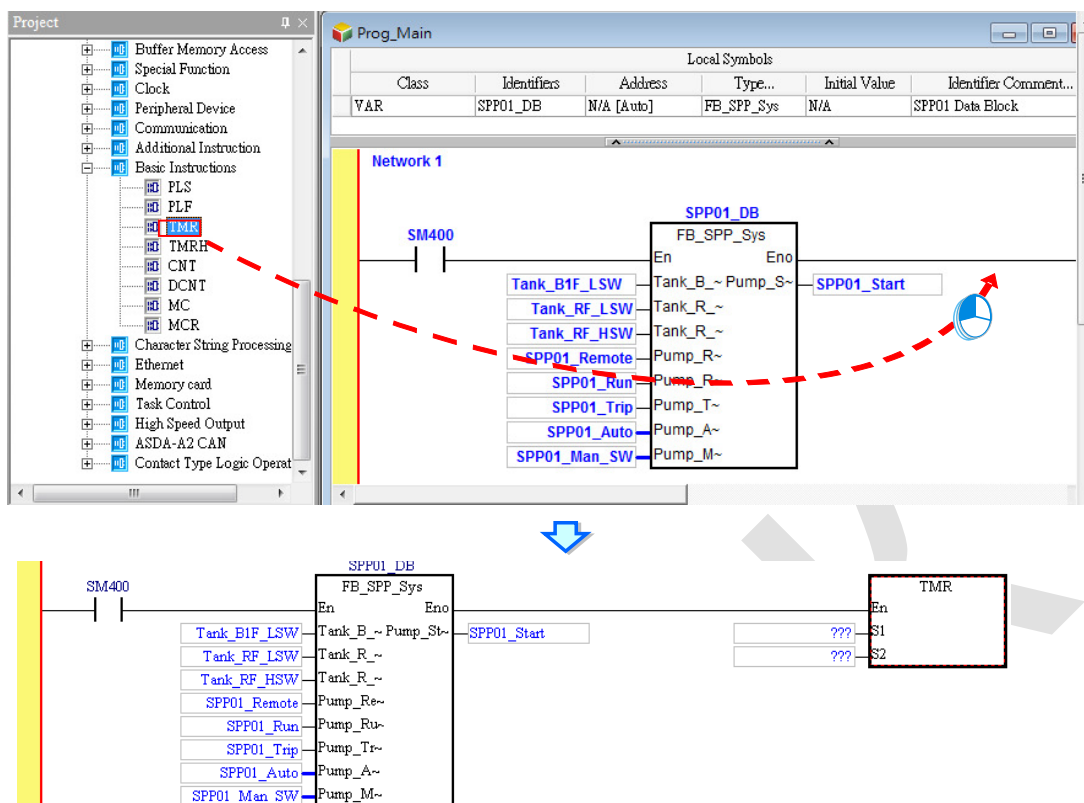 Project
Buffer Memory Access
Special Function
Clock
Peripheral Device
Communication
Additional Instruction
Basic Instructions
PLS
PLF
TMR
TMRH
CNT
DCNT
MC
MCR
Character String Processing
Ethernet
Memory card
Task Control
High Speed Output
ASDA-A2 CAN
Contact Type Logic Operat
Prog_Main
Local Symbols
Class Identifiers Address Type... Initial Value Identifier Comment...
VAR SPP01_DB N/A [Auto] FB_SPP_Sys N/A SPP01 Data Block
Network 1
SPP01_DB
SM400 FB_SPP_Sys
En Eno
Tank_B1F_LSW Tank_B_~ Pump_S~ SPP01_Start
Tank_RF_LSW Tank_R_~
Tank_RF_HSW Tank_R_~
SPP01_Remote Pump_R~
SPP01_Run Pump_R~
SPP01_Trip Pump_T~
SPP01_Auto Pump_A~
SPP01_Man_SW Pump_M~
SPP01_DB
SM400 FB_SPP_Sys TMR
En Eno En
Tank_B1F_LSW Tank_B_~ Pump_St~ SPP01_Start ??? S1
Tank_RF_LSW Tank_R_~ ??? S2
Tank_RF_HSW Tank_R_~
SPP01_Remote Pump_Re~
SPP01_Run Pump_Ru~
SPP01_Trip Pump_Tr~
SPP01_Auto Pump_A~
SPP01_Man_SW Pump_M~